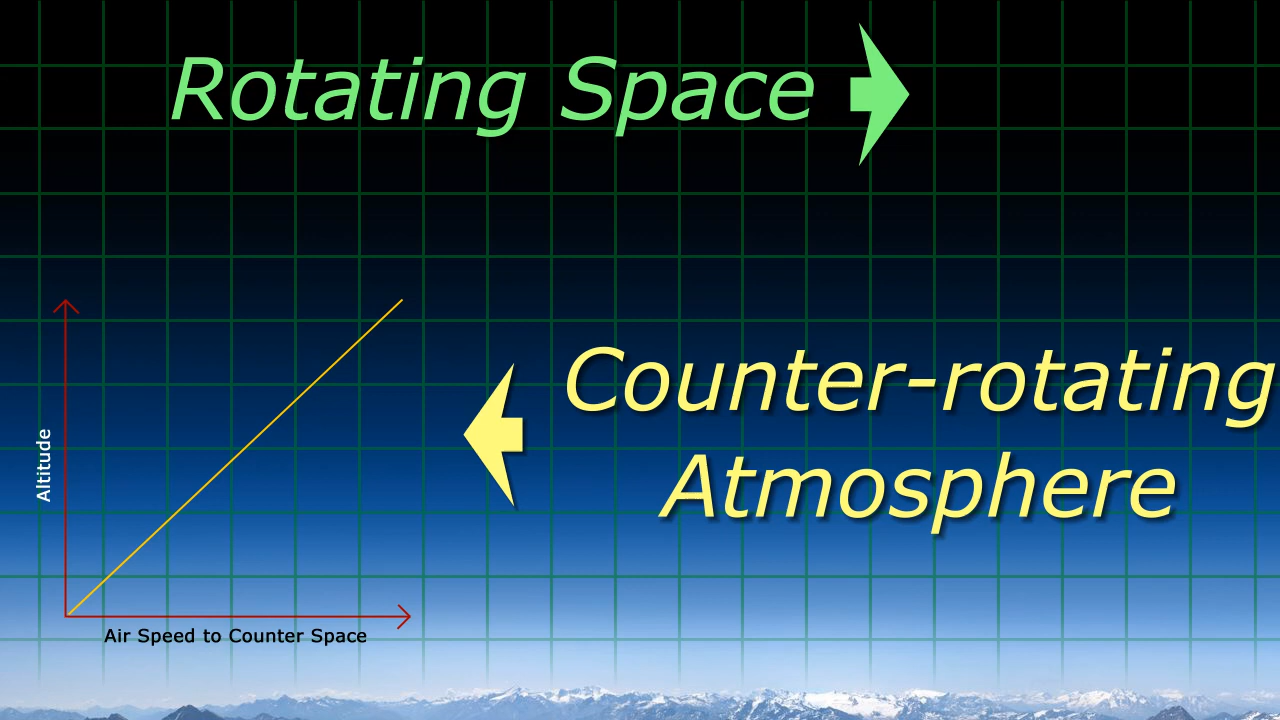 Rotating Space
Counter-rotating
Atmosphere
Altitude
Air Speed to Counter Space